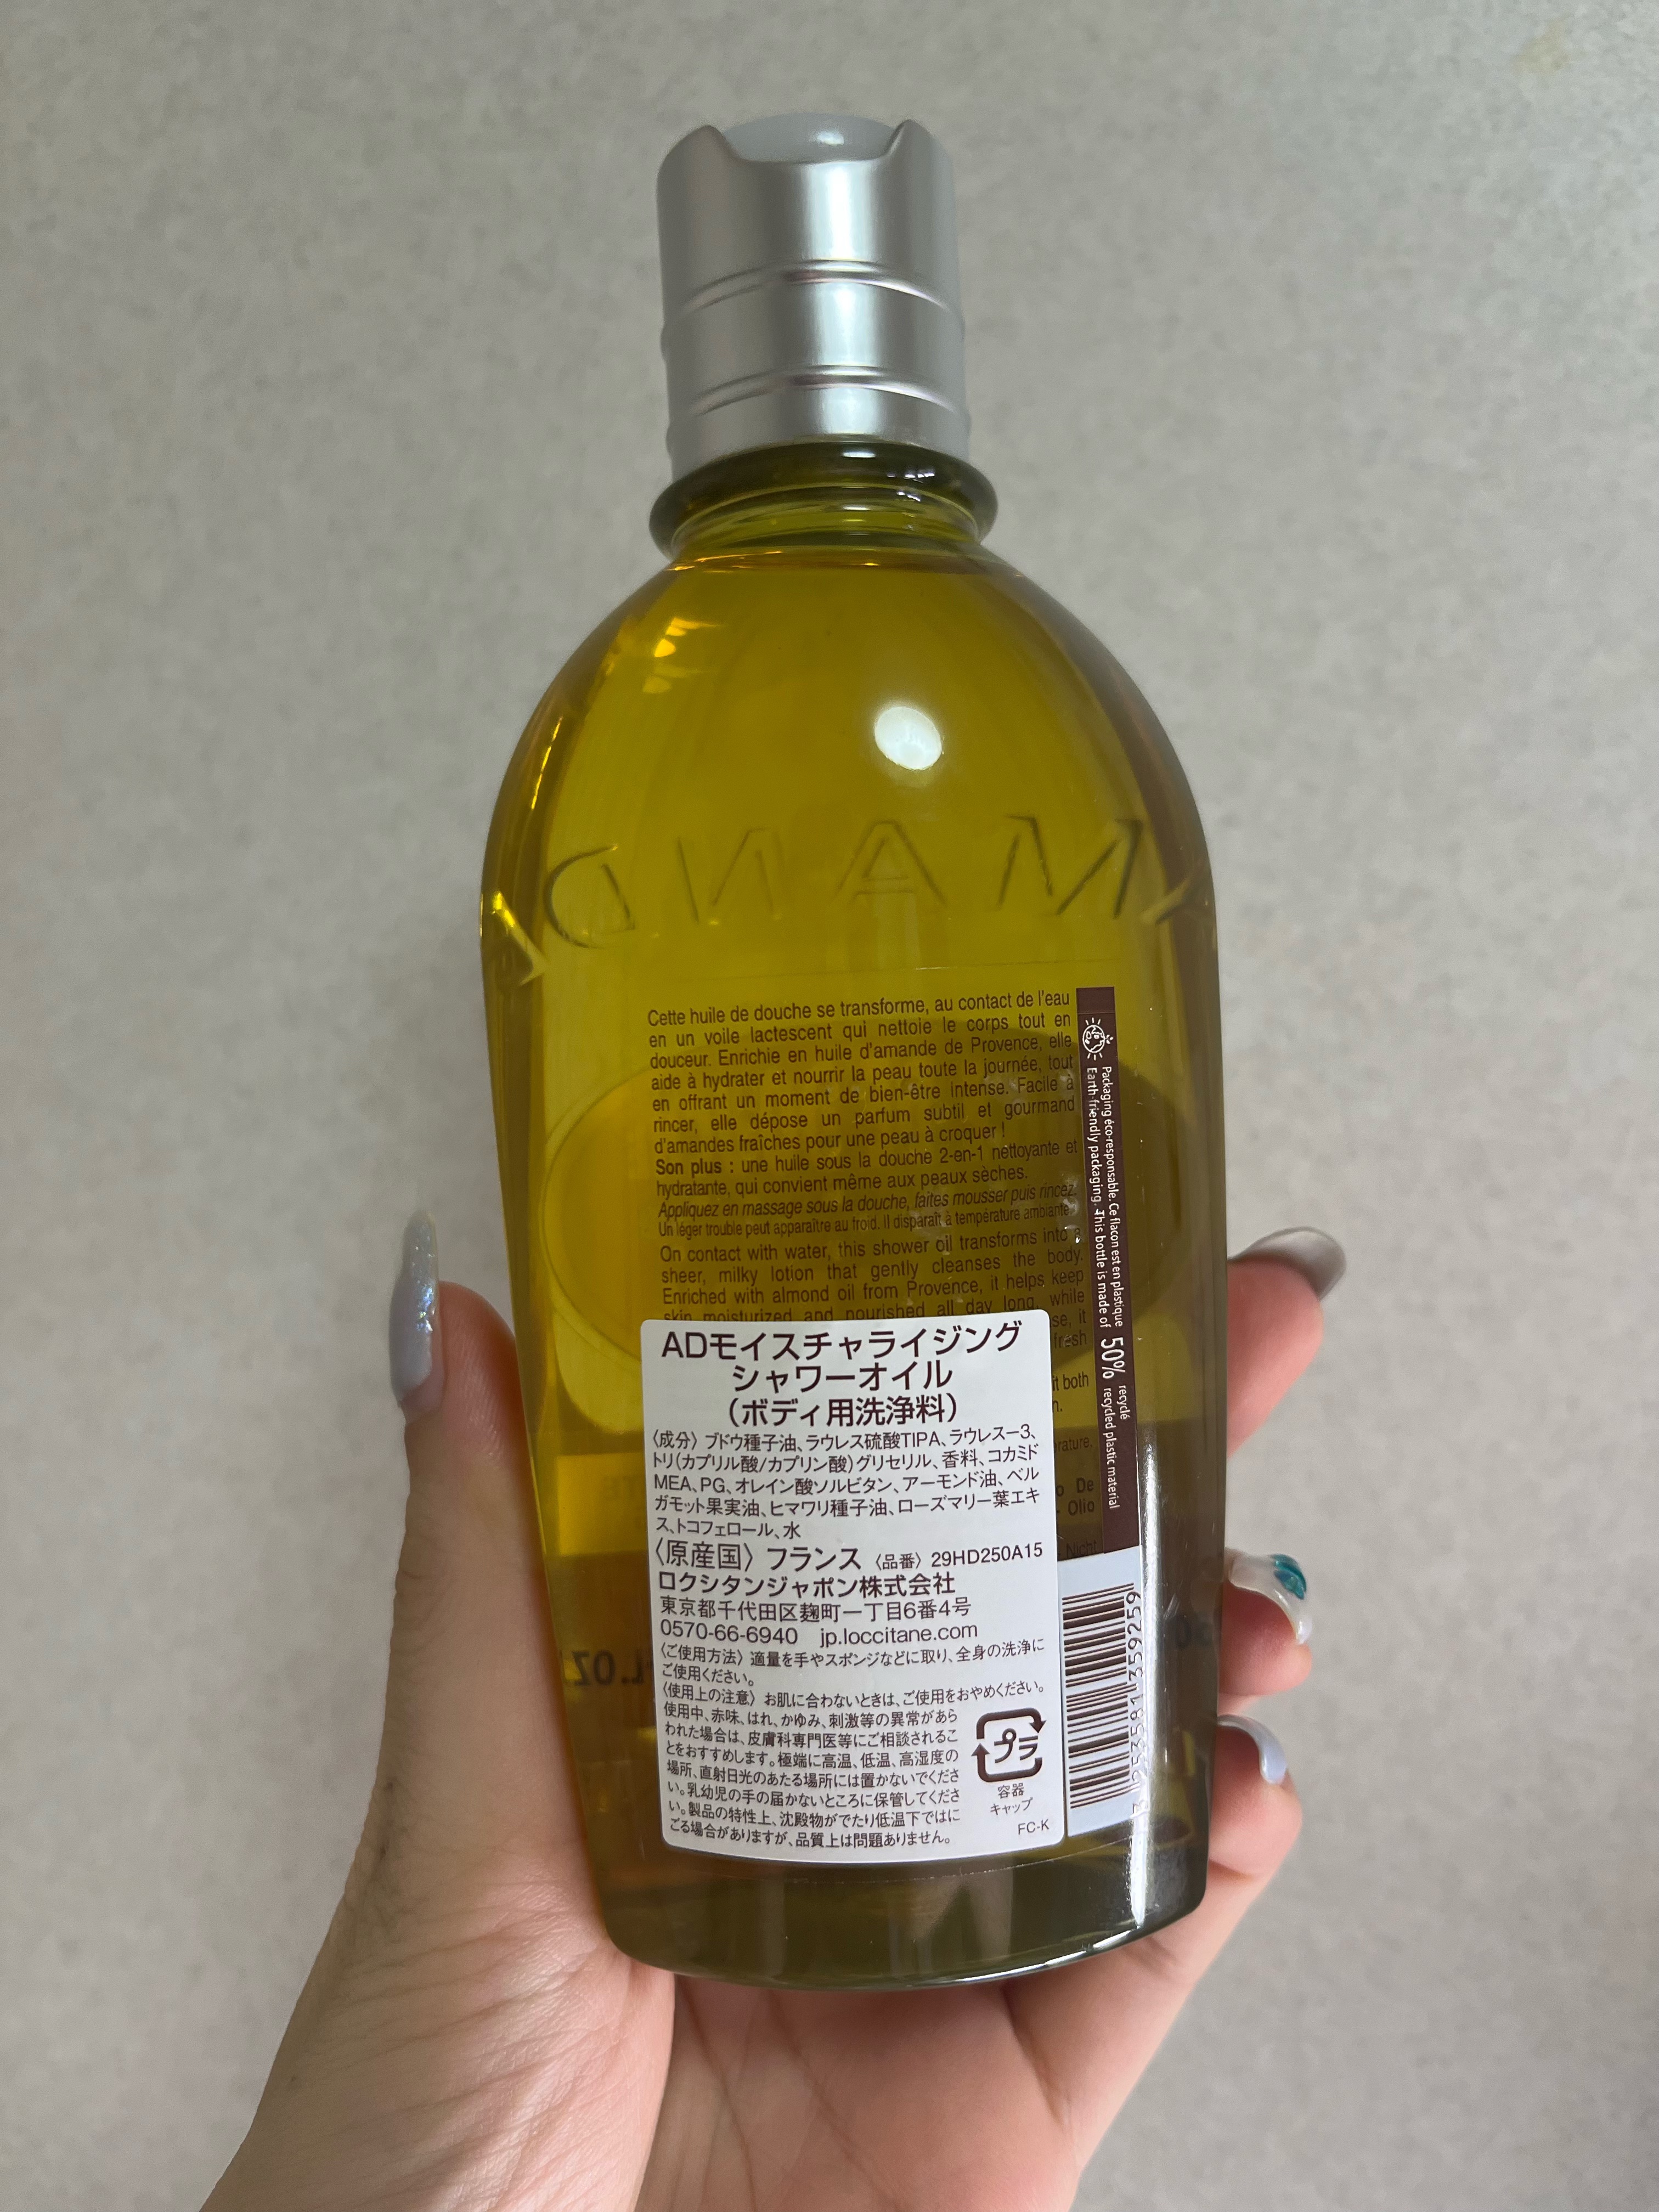 AMANDE
Cette huile de douche se transforme, au contact de l'eau
en un voile lactescent qui nettoie le corps tout en
douceur. Enrichie en huile d'amande de Provence, elle
aide à hydrater et nourrir la peau toute la journée, tout
en offrant un moment de bien-être intense. Facile à
rincer, elle dépose un parfum subtil et gourmand
d'amandes fraîches pour une peau à croquer !
Son plus : une huile sous la douche 2-en-1 nettoyante et
hydratante, qui convient même aux peaux sèches.
Appliquez en massage sous la douche, faites mousser puis rincez.
Un léger trouble peut apparaître au froid. Il disparaît à température ambiante.
On contact with water, this shower oil transforms into a
sheer, milky lotion that gently cleanses the body.
Enriched with almond oil from Provence, it helps keep
skin moisturized and nourished all day long, while
se, it
fresh
it both
n.
rature.
De
Olio
Nicht
Packaging éco-responsable. Ce flacon est en plastique 50% recyclé
Earth-friendly packaging. This bottle is made of 50% recycled plastic material
ADモイスチャライジング
シャワーオイル
（ボディ用洗浄料）
〈成分〉ブドウ種子油、ラウレス硫酸TIPA、ラウレス－3、
トリ（カプリル酸/カプリン酸）グリセリル、香料、コカミド
MEA、PG、オレイン酸ソルビタン、アーモンド油、ベル
ガモット果実油、ヒマワリ種子油、ローズマリー葉エキ
ス、トコフェロール、水
〈原産国〉フランス 〈品番〉29HD250A15
ロクシタンジャポン株式会社
東京都千代田区麹町一丁目6番4号
0570-66-6940 jp.loccitane.com
〈ご使用方法〉適量を手やスポンジなどに取り、全身の洗浄に
ご使用ください。
〈使用上の注意〉お肌に合わないときは、ご使用をおやめください。
使用中、赤味、はれ、かゆみ、刺激等の異常があら
われた場合は、皮膚科専門医等にご相談されるこ
とをおすすめします。極端に高温、低温、高湿度の
場所、直射日光のあたる場所には置かないでくださ
い。乳幼児の手の届かないところに保管してくださ
い。製品の特性上、沈殿物がでたり低温下ではに
ごる場合がありますが、品質上は問題ありません。
プラ
容器
キャップ
FC-K
3 253581 359259
L.OZ